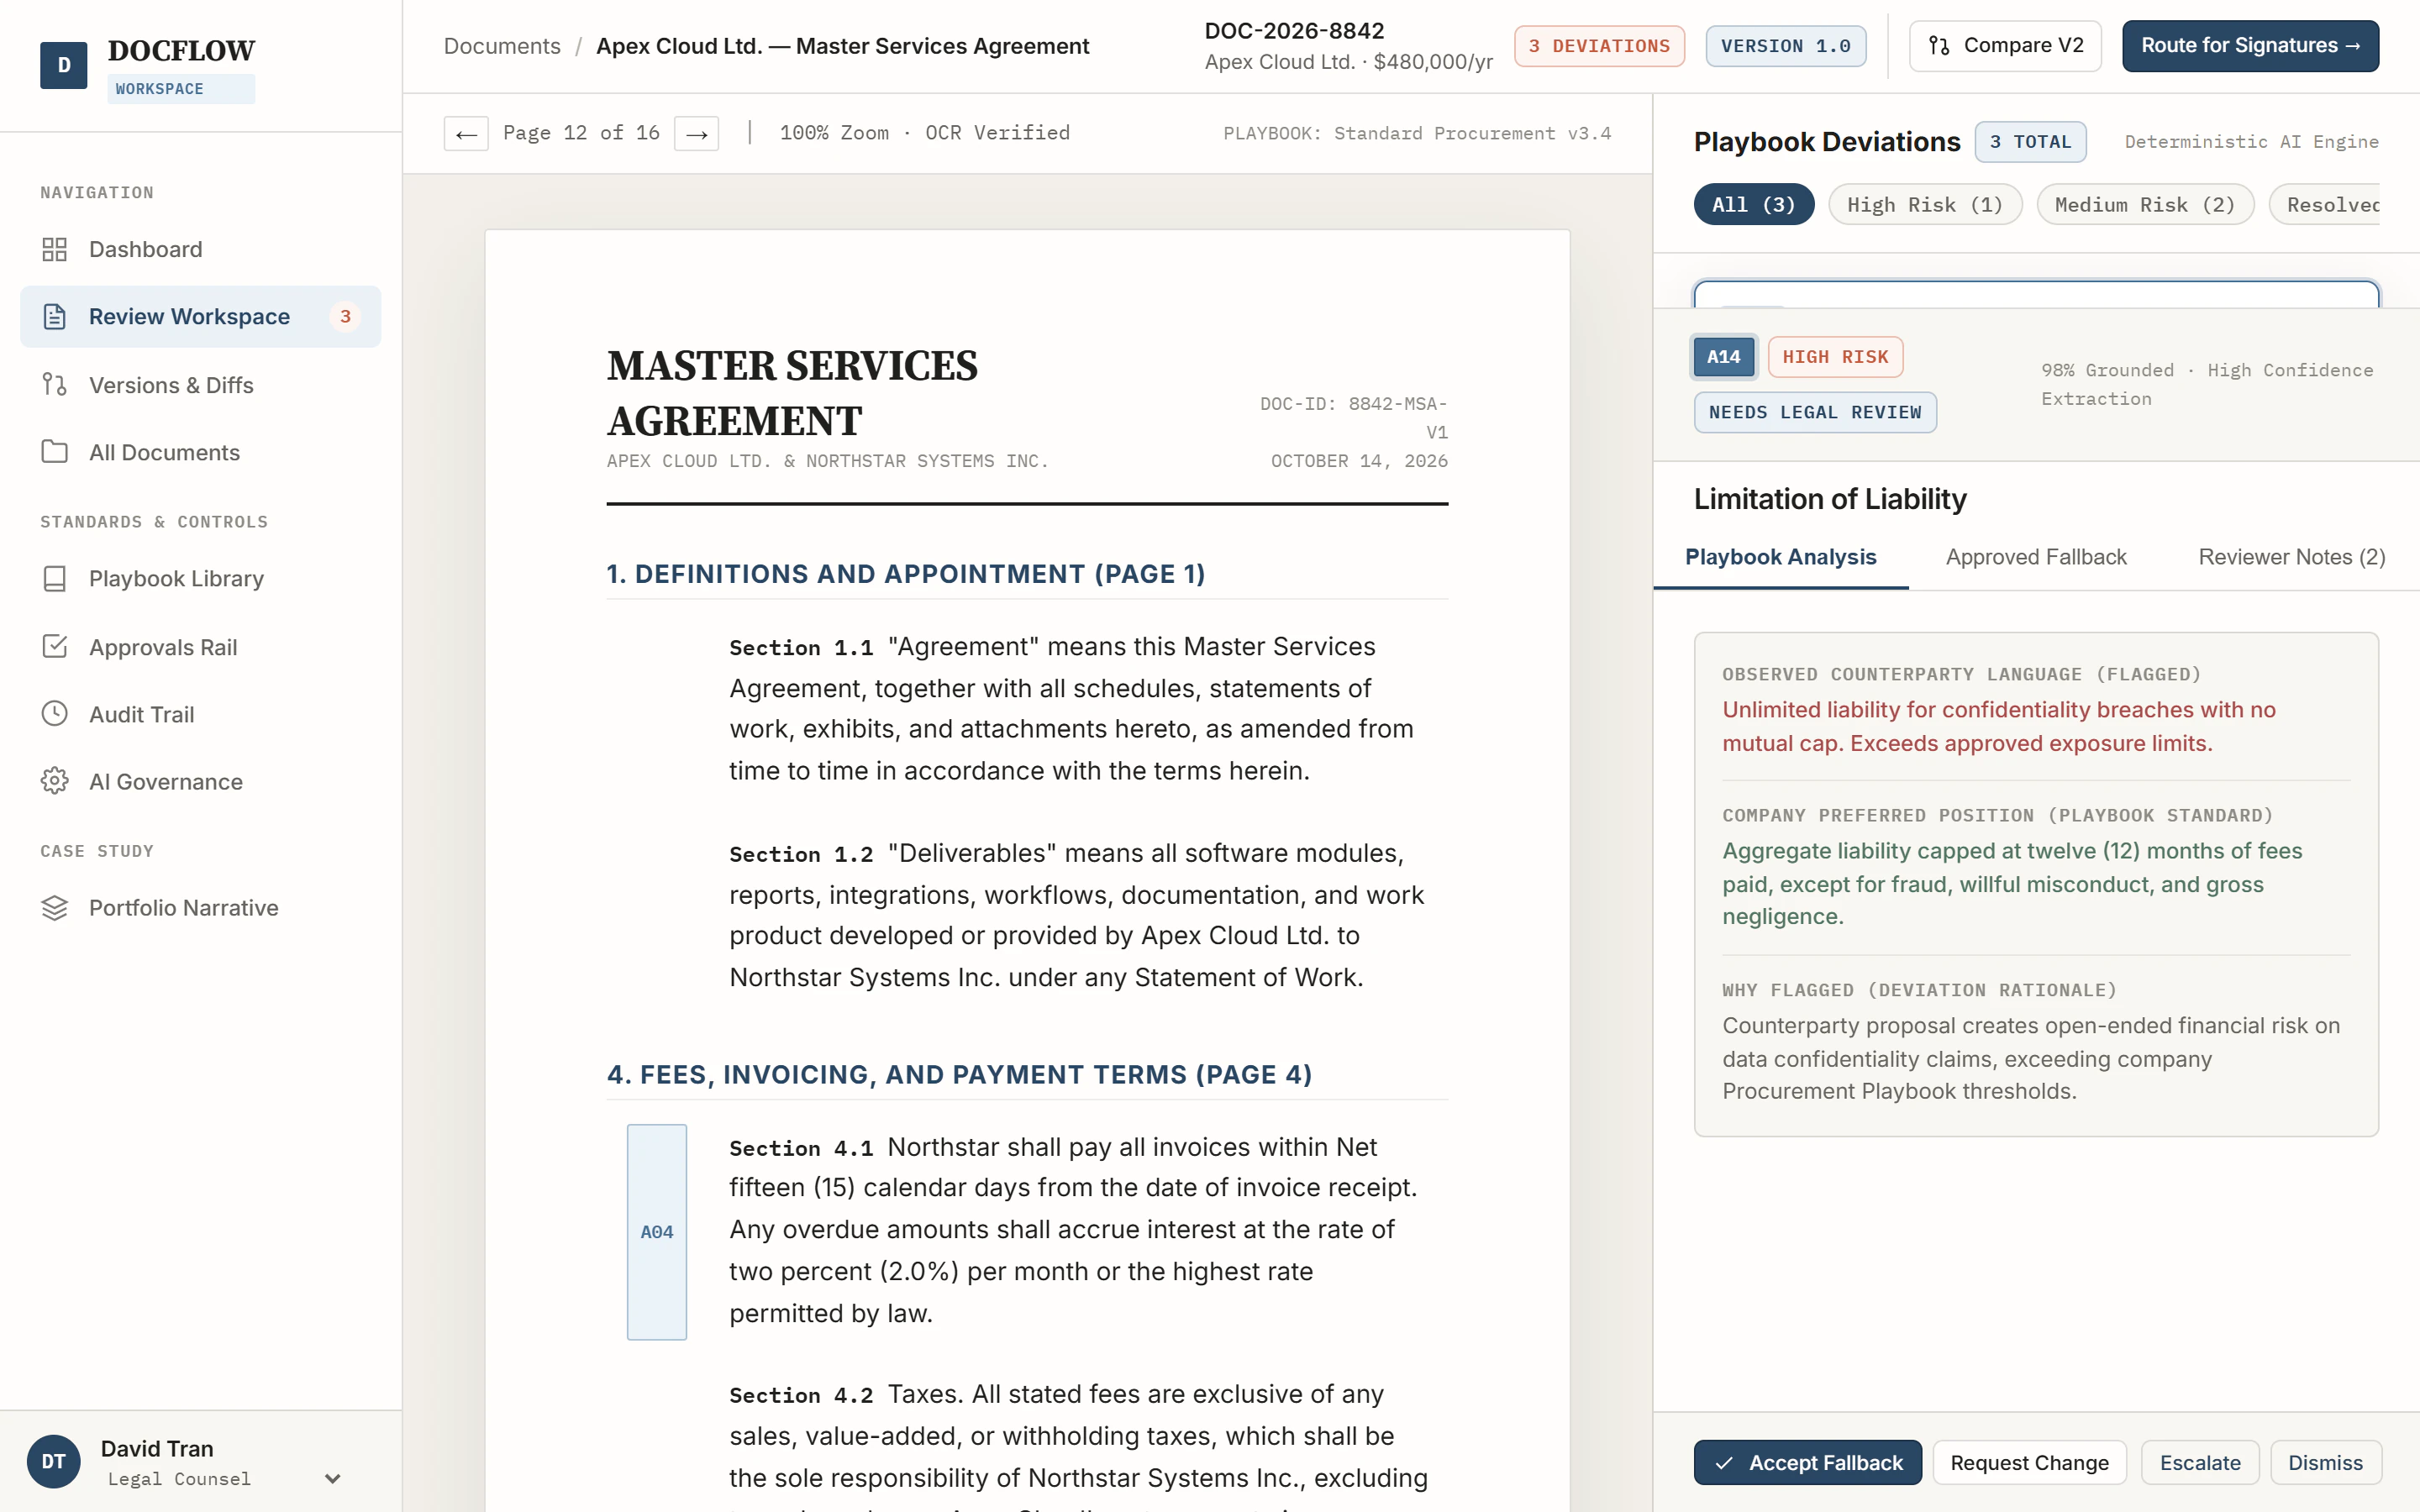 D
DOCFLOW
WORKSPACE
NAVIGATION
Dashboard
Review Workspace 3
Versions & Diffs
All Documents
STANDARDS & CONTROLS
Playbook Library
Approvals Rail
Audit Trail
AI Governance
CASE STUDY
Portfolio Narrative
DT
David Tran
Legal Counsel
Documents / Apex Cloud Ltd. — Master Services Agreement
DOC-2026-8842
Apex Cloud Ltd. · $480,000/yr
3 DEVIATIONS
VERSION 1.0
Compare V2
Route for Signatures →
← Page 12 of 16 → | 100% Zoom · OCR Verified
PLAYBOOK: Standard Procurement v3.4
MASTER SERVICES
AGREEMENT
APEX CLOUD LTD. & NORTHSTAR SYSTEMS INC.
DOC-ID: 8842-MSA-
V1
OCTOBER 14, 2026
1. DEFINITIONS AND APPOINTMENT (PAGE 1)
Section 1.1 "Agreement" means this Master Services
Agreement, together with all schedules, statements of
work, exhibits, and attachments hereto, as amended from
time to time in accordance with the terms herein.
Section 1.2 "Deliverables" means all software modules,
reports, integrations, workflows, documentation, and work
product developed or provided by Apex Cloud Ltd. to
Northstar Systems Inc. under any Statement of Work.
4. FEES, INVOICING, AND PAYMENT TERMS (PAGE 4)
A04
Section 4.1 Northstar shall pay all invoices within Net
fifteen (15) calendar days from the date of invoice receipt.
Any overdue amounts shall accrue interest at the rate of
two percent (2.0%) per month or the highest rate
permitted by law.
Section 4.2 Taxes. All stated fees are exclusive of any
sales, value-added, or withholding taxes, which shall be
the sole responsibility of Northstar Systems Inc., excluding
Playbook Deviations 3 TOTAL
Deterministic AI Engine
All (3)
High Risk (1)
Medium Risk (2)
Resolved
A14
HIGH RISK
NEEDS LEGAL REVIEW
98% Grounded · High Confidence
Extraction
Limitation of Liability
Playbook Analysis
Approved Fallback
Reviewer Notes (2)
OBSERVED COUNTERPARTY LANGUAGE (FLAGGED)
Unlimited liability for confidentiality breaches with no
mutual cap. Exceeds approved exposure limits.
COMPANY PREFERRED POSITION (PLAYBOOK STANDARD)
Aggregate liability capped at twelve (12) months of fees
paid, except for fraud, willful misconduct, and gross
negligence.
WHY FLAGGED (DEVIATION RATIONALE)
Counterparty proposal creates open-ended financial risk on
data confidentiality claims, exceeding company
Procurement Playbook thresholds.
Accept Fallback
Request Change
Escalate
Dismiss